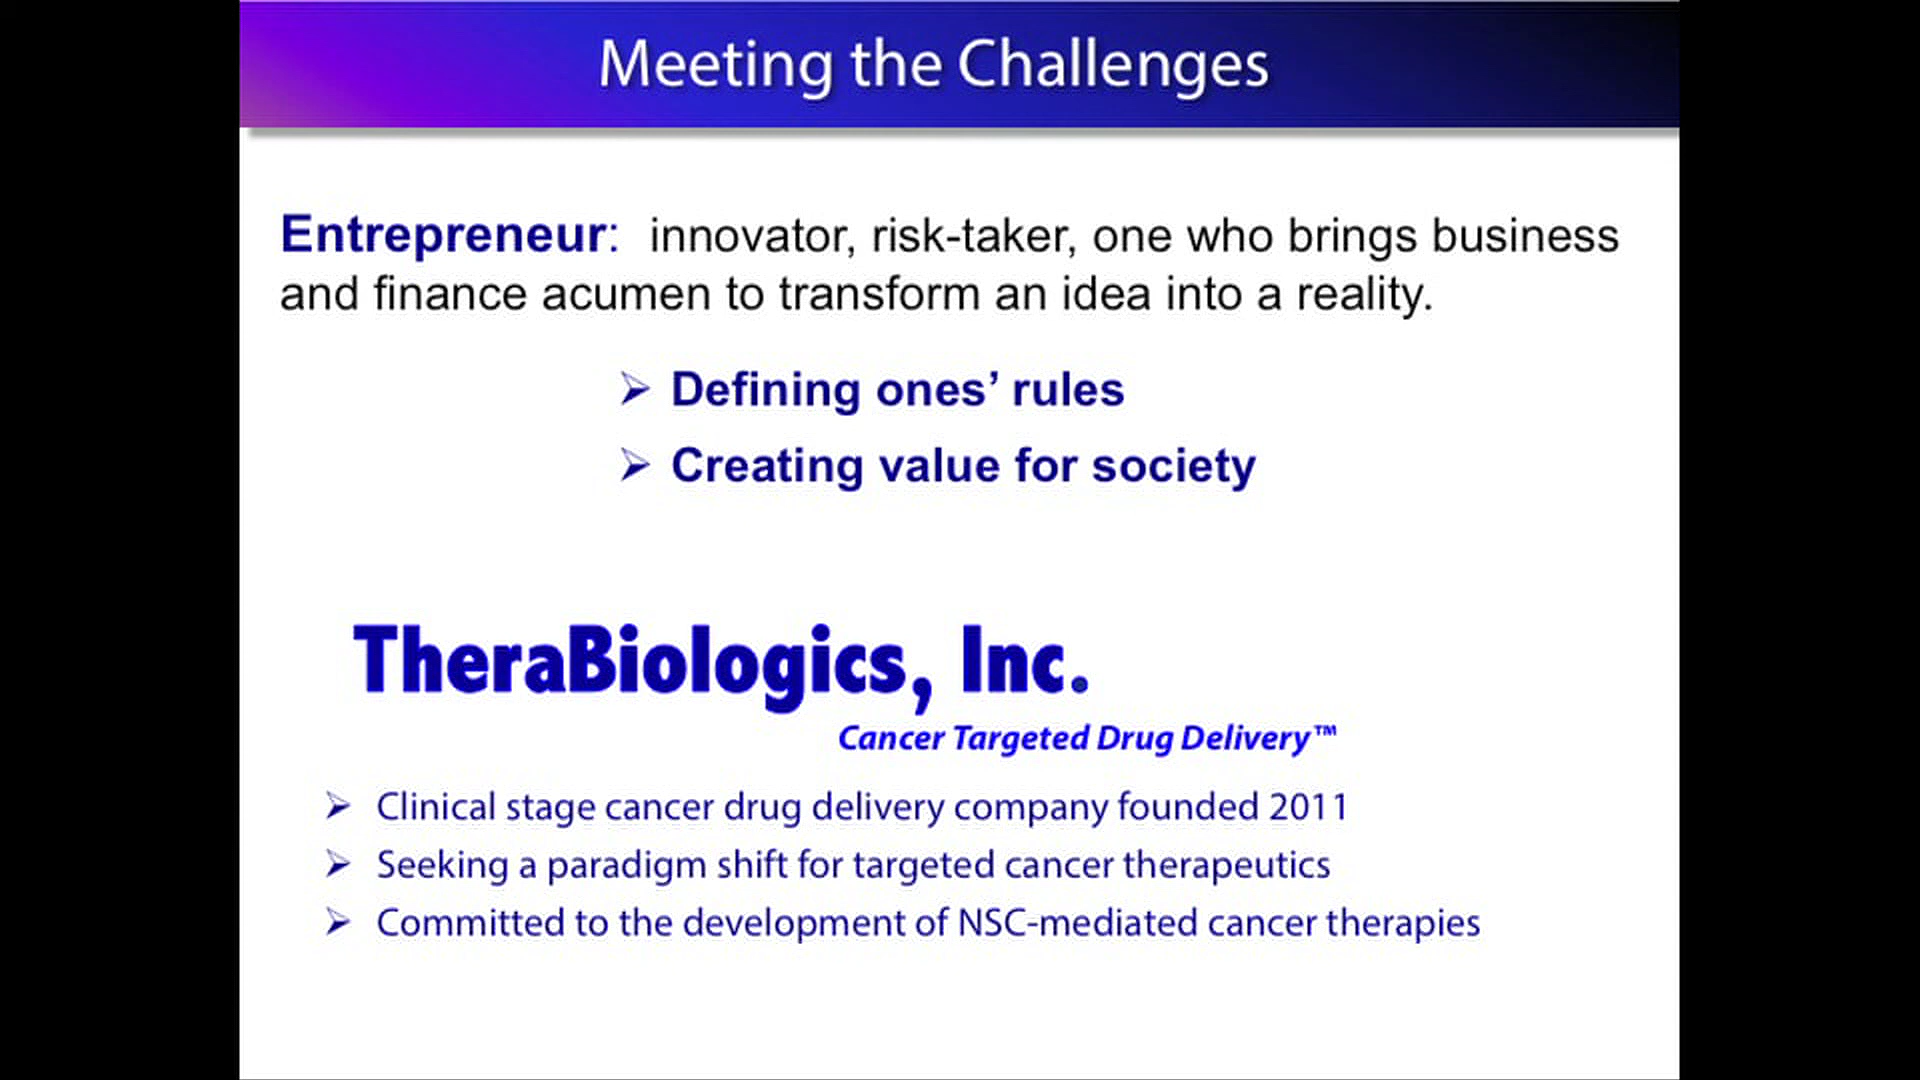 Meeting the Challenges
Entrepreneur: innovator, risk-taker, one who brings business
and finance acumen to transform an idea into a reality.
➢ Defining ones’ rules
➢ Creating value for society
TheraBiologics, Inc.
Cancer Targeted Drug Delivery™
➢ Clinical stage cancer drug delivery company founded 2011
➢ Seeking a paradigm shift for targeted cancer therapeutics
➢ Committed to the development of NSC-mediated cancer therapies